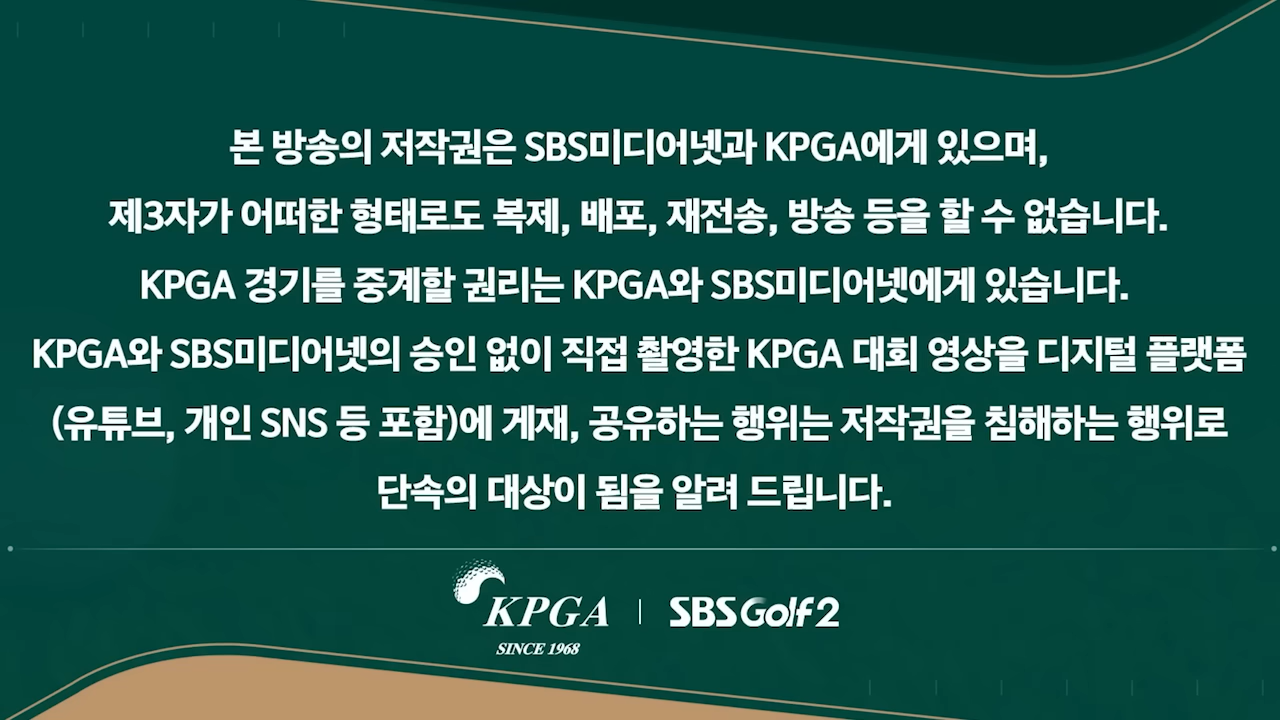 본 방송의 저작권은 SBS미디어넷과 KPGA에게 있으며,
제3자가 어떠한 형태로도 복제, 배포, 재전송, 방송 등을 할 수 없습니다.
KPGA 경기를 중계할 권리는 KPGA와 SBS미디어넷에게 있습니다.
KPGA와 SBS미디어넷의 승인 없이 직접 촬영한 KPGA 대회 영상을 디지털 플랫폼
(유튜브, 개인 SNS 등 포함)에 게재, 공유하는 행위는 저작권을 침해하는 행위로
단속의 대상이 됨을 알려 드립니다.
KPGA | SBS Golf 2
SINCE 1968